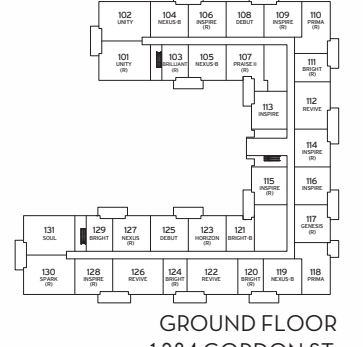 102
UNITY
104
NEXUS-B
106
INSPIRE
(R)
108
DEBUT
109
INSPIRE
(R)
110
PRIMA
101
UNITY
(R)
103
BRILLIANT
(R)
105
NEXUS-B
107
PRAISE II
(R)
111
BRIGHT
(R)
113
INSPIRE
112
REVIVE
114
INSPIRE
(R)
115
INSPIRE
(R)
116
INSPIRE
117
GENESIS
(R)
131
SOUL
129
BRIGHT
127
NEXUS
(R)
125
DEBUT
123
HORIZON
(R)
121
BRIGHT-B
130
SPARK
(R)
128
INSPIRE
(R)
126
REVIVE
124
BRIGHT
(R)
122
REVIVE
120
BRIGHT
(R)
119
NEXUS-B
118
PRIMA
GROUND FLOOR
GORDON ST